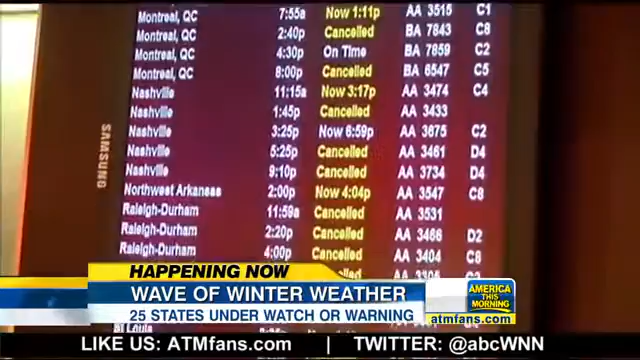 Montreal, QC 7:55a Now 1:11p AA 3515 C1
Montreal, QC 2:40p Cancelled BA 7843 C8
Montreal, QC 4:30p On Time BA 7859 C2
Montreal, QC 8:00p Cancelled BA 6547 C5
Nashville 11:15a Now 3:17p AA 3474 C4
Nashville 1:45p Cancelled AA 3433
Nashville 3:25p Now 6:59p AA 3675 C2
Nashville 5:25p Cancelled AA 3461 D4
Nashville 9:10p Cancelled AA 3734 D4
Northwest Arkansas 2:00p Now 4:04p AA 3547 C8
Raleigh-Durham 11:59a Cancelled AA 3531
Raleigh-Durham 2:20p Cancelled AA 3466 D2
Raleigh-Durham 4:00p Cancelled AA 3404 C8
SAMSUNG
HAPPENING NOW
WAVE OF WINTER WEATHER
25 STATES UNDER WATCH OR WARNING
AMERICA
THIS
MORNING
atmfans.com
LIKE US: ATMfans.com | TWITTER: @abcWNN